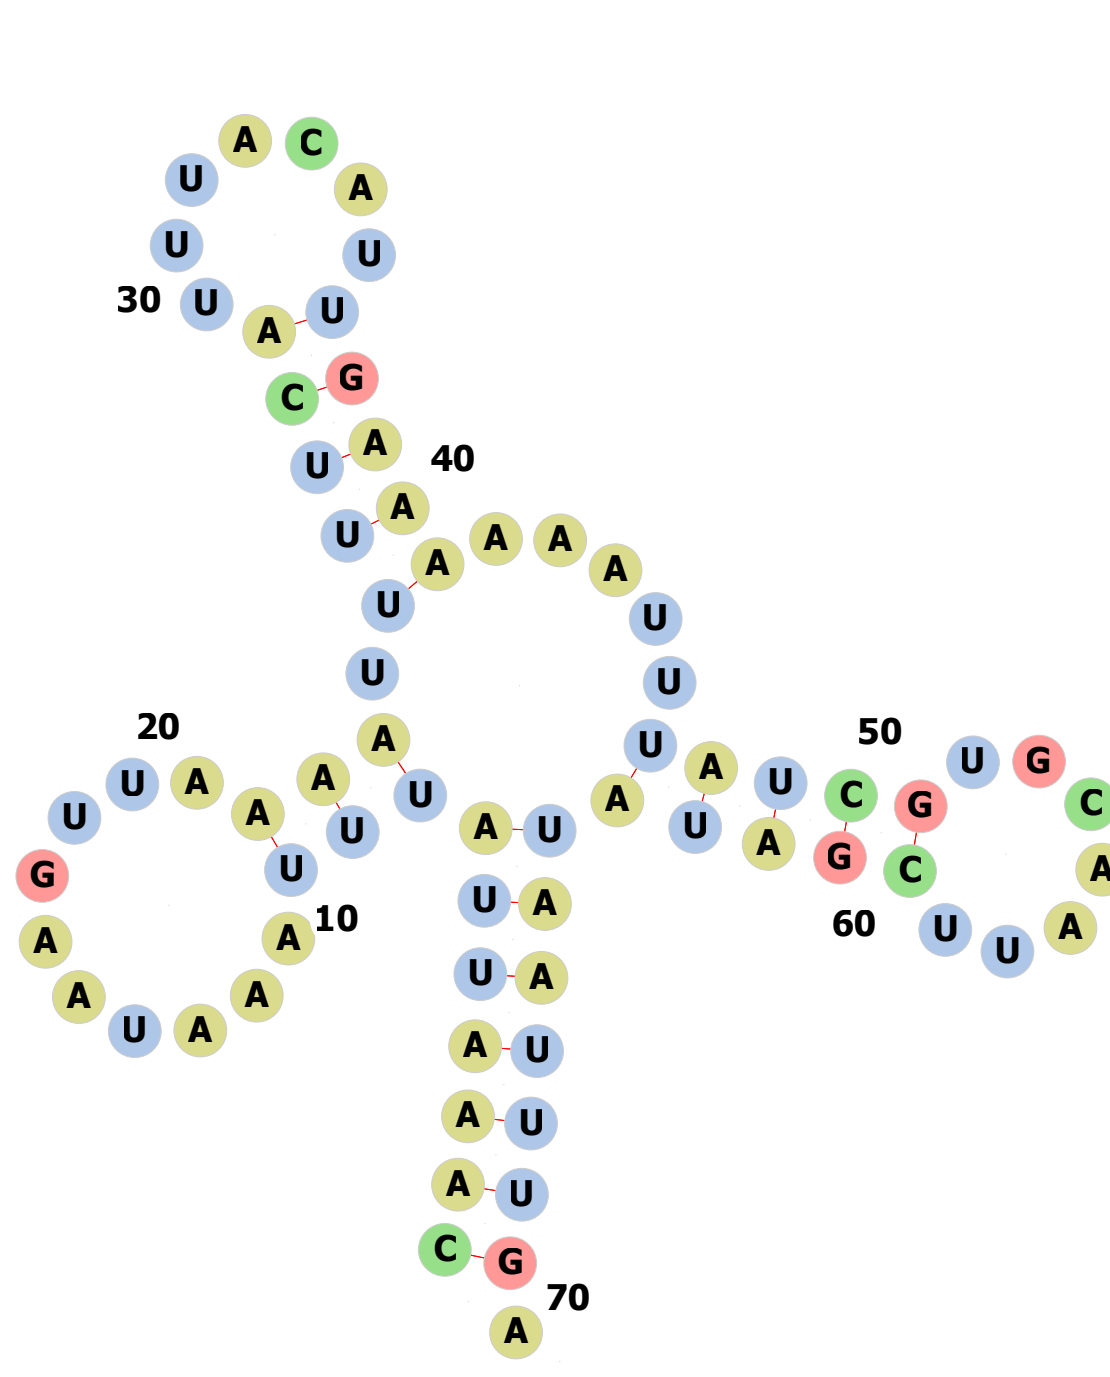 A C
U A
U U
30 U A U
C G
U A 40
U A
U A A A A
U U
U U
20 A U A U C 50 G U G C
U U A A A U A U U A G C A
G U U 60 U U A
A A 10 A U
A A U A
U A U A
A U
A U
A U
C G
70
A